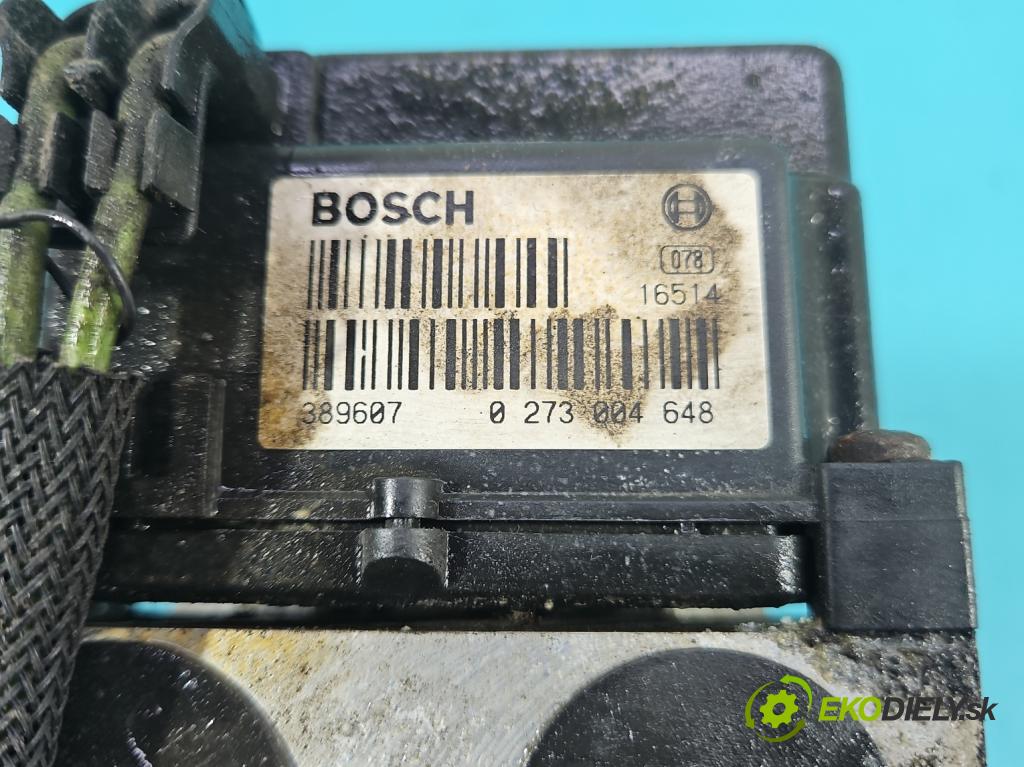 BOSCH
078
16514
389607 0 273 004 648
EKODIELY.sk